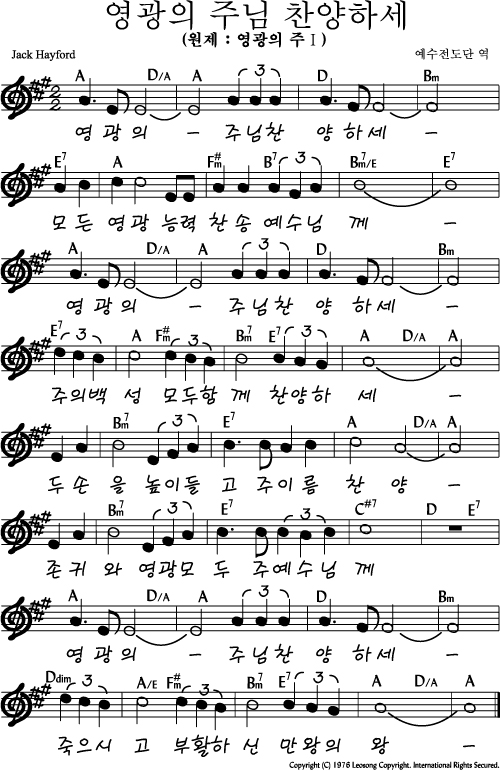 영광의 주님 찬양하세
(원제 : 영광의 주 I)
Jack Hayford 예수전도단 역
A D/A A D Bm
영 광 의 - 주님찬 양 하 세 -
E7 A F#m B7 Bm7/E E7
모 든 영광 능력 찬 송 예수님 께 -
A D/A A D Bm
영 광 의 - 주님찬 양 하 세 -
E7 A F#m Bm7 E7 A D/A A
주의백 성 모두함 께 찬양하 세 -
Bm7 E7 A D/A A
두 손 을 높이들 고 주이름 찬 양 -
Bm7 E7 C#7 D E7
존 귀 와 영광모 두 주예수님 께
A D/A A D Bm
영 광 의 - 주님찬 양 하 세 -
Ddim A/E F#m Bm7 E7 A D/A A
죽으시 고 부활하 신 만왕의 왕 -
Copyright (C) 1976 Leosong Copyright. International Rights Secured.